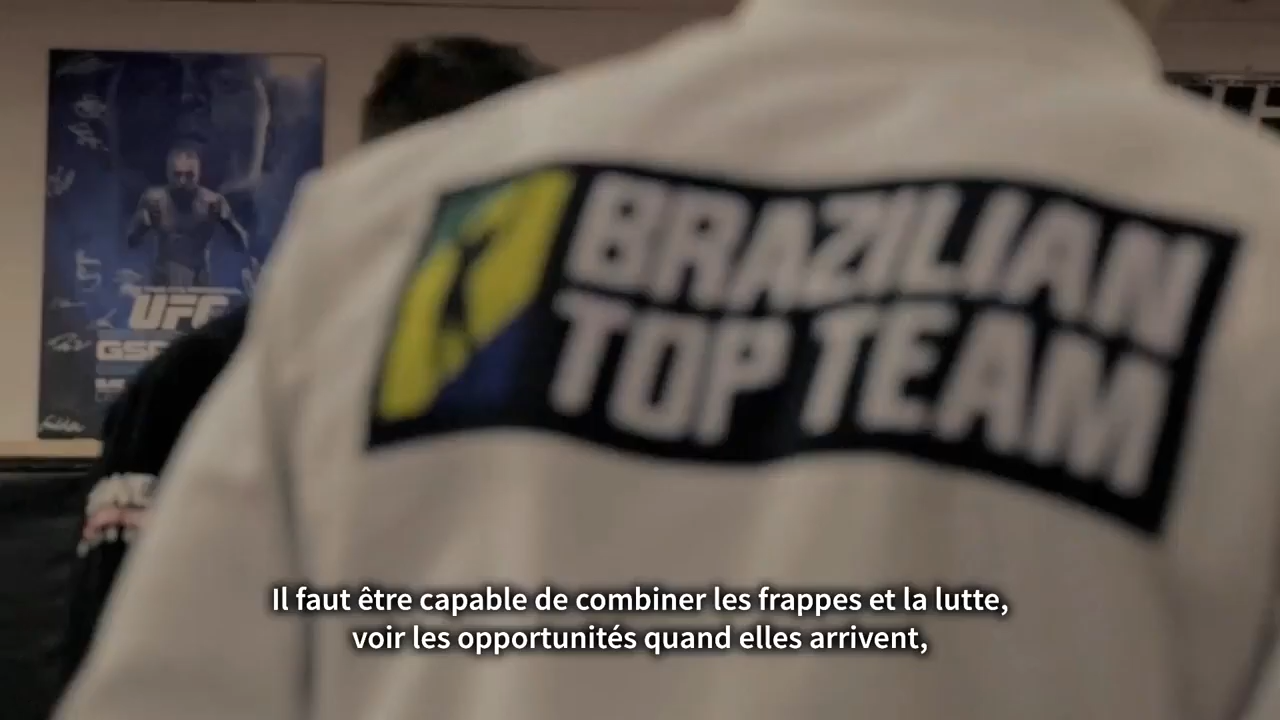 UFC
GSP
BRAZILIAN
TOP TEAM
Il faut être capable de combiner les frappes et la lutte,
voir les opportunités quand elles arrivent,